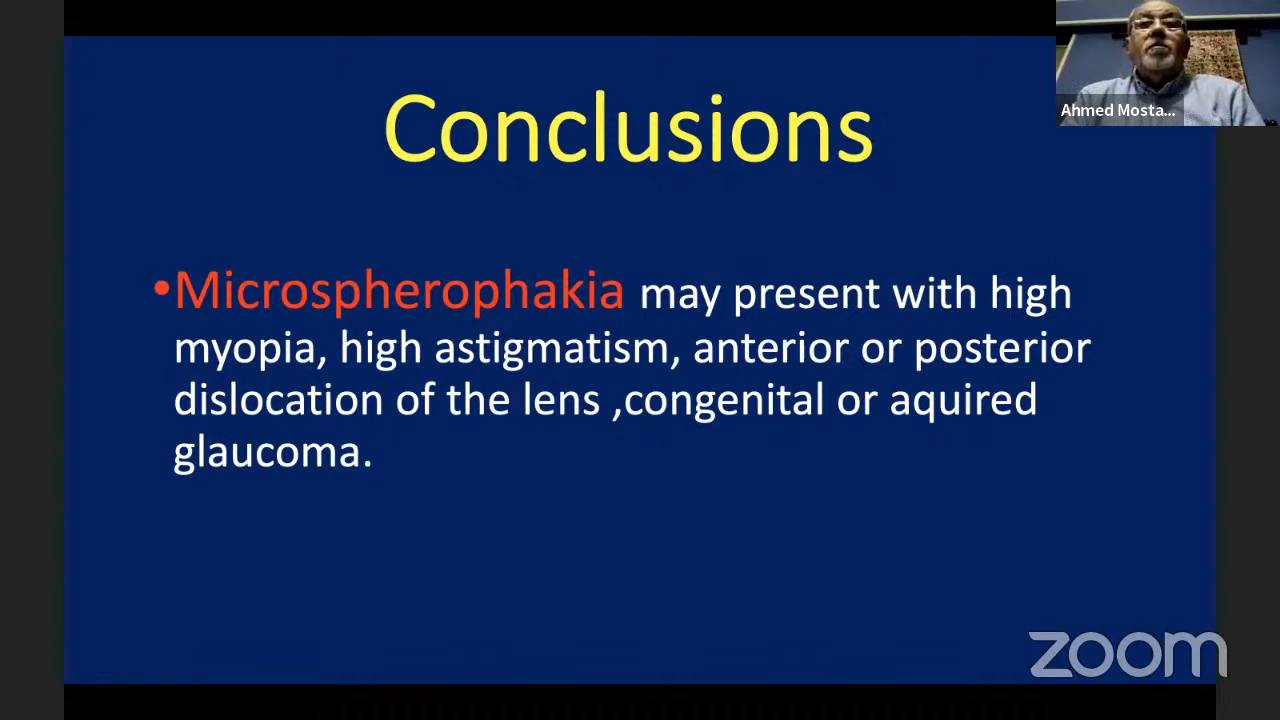 Conclusions
Ahmed Mosta...
•Microspherophakia may present with high
myopia, high astigmatism, anterior or posterior
dislocation of the lens ,congenital or aquired
glaucoma.
zoom